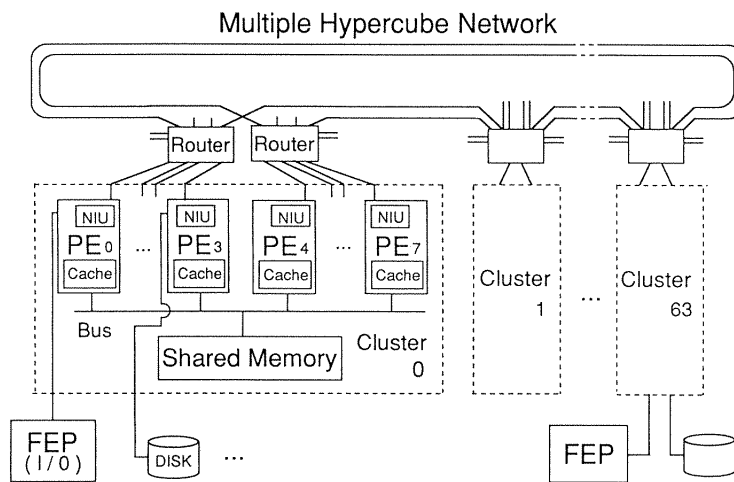 Multiple Hypercube Network
Router Router
NIU NIU NIU NIU
PE0 ... PE3 PE4 ... PE7
Cache Cache Cache Cache
Cluster 1 ... Cluster 63
Bus
Shared Memory
Cluster 0
FEP
(I/O)
DISK ...
FEP